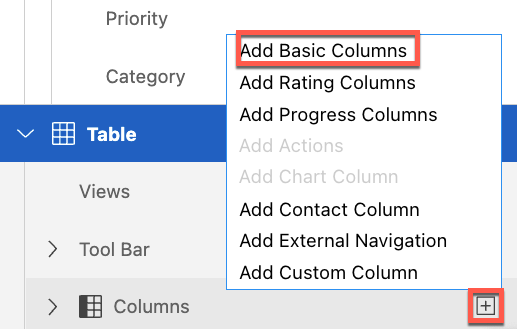 Priority
Category
Add Basic Columns
Add Rating Columns
Add Progress Columns
Add Actions
Add Chart Column
Add Contact Column
Add External Navigation
Add Custom Column
Table
Views
Tool Bar
Columns